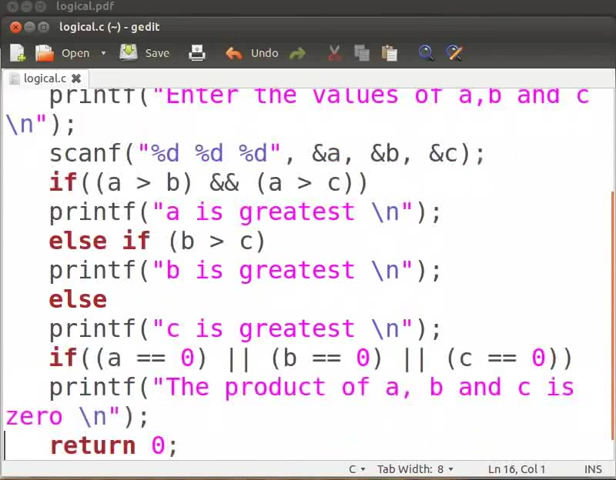 logical.pdf
logical.c (~) - gedit
Open Save Undo
logical.c
printf("Enter the values of a,b and c
\n");
scanf("%d %d %d", &a, &b, &c);
if((a > b) && (a > c))
printf("a is greatest \n");
else if (b > c)
printf("b is greatest \n");
else
printf("c is greatest \n");
if((a == 0) || (b == 0) || (c == 0))
printf("The product of a, b and c is
zero \n");
return 0;
C Tab Width: 8 Ln 16, Col 1 INS